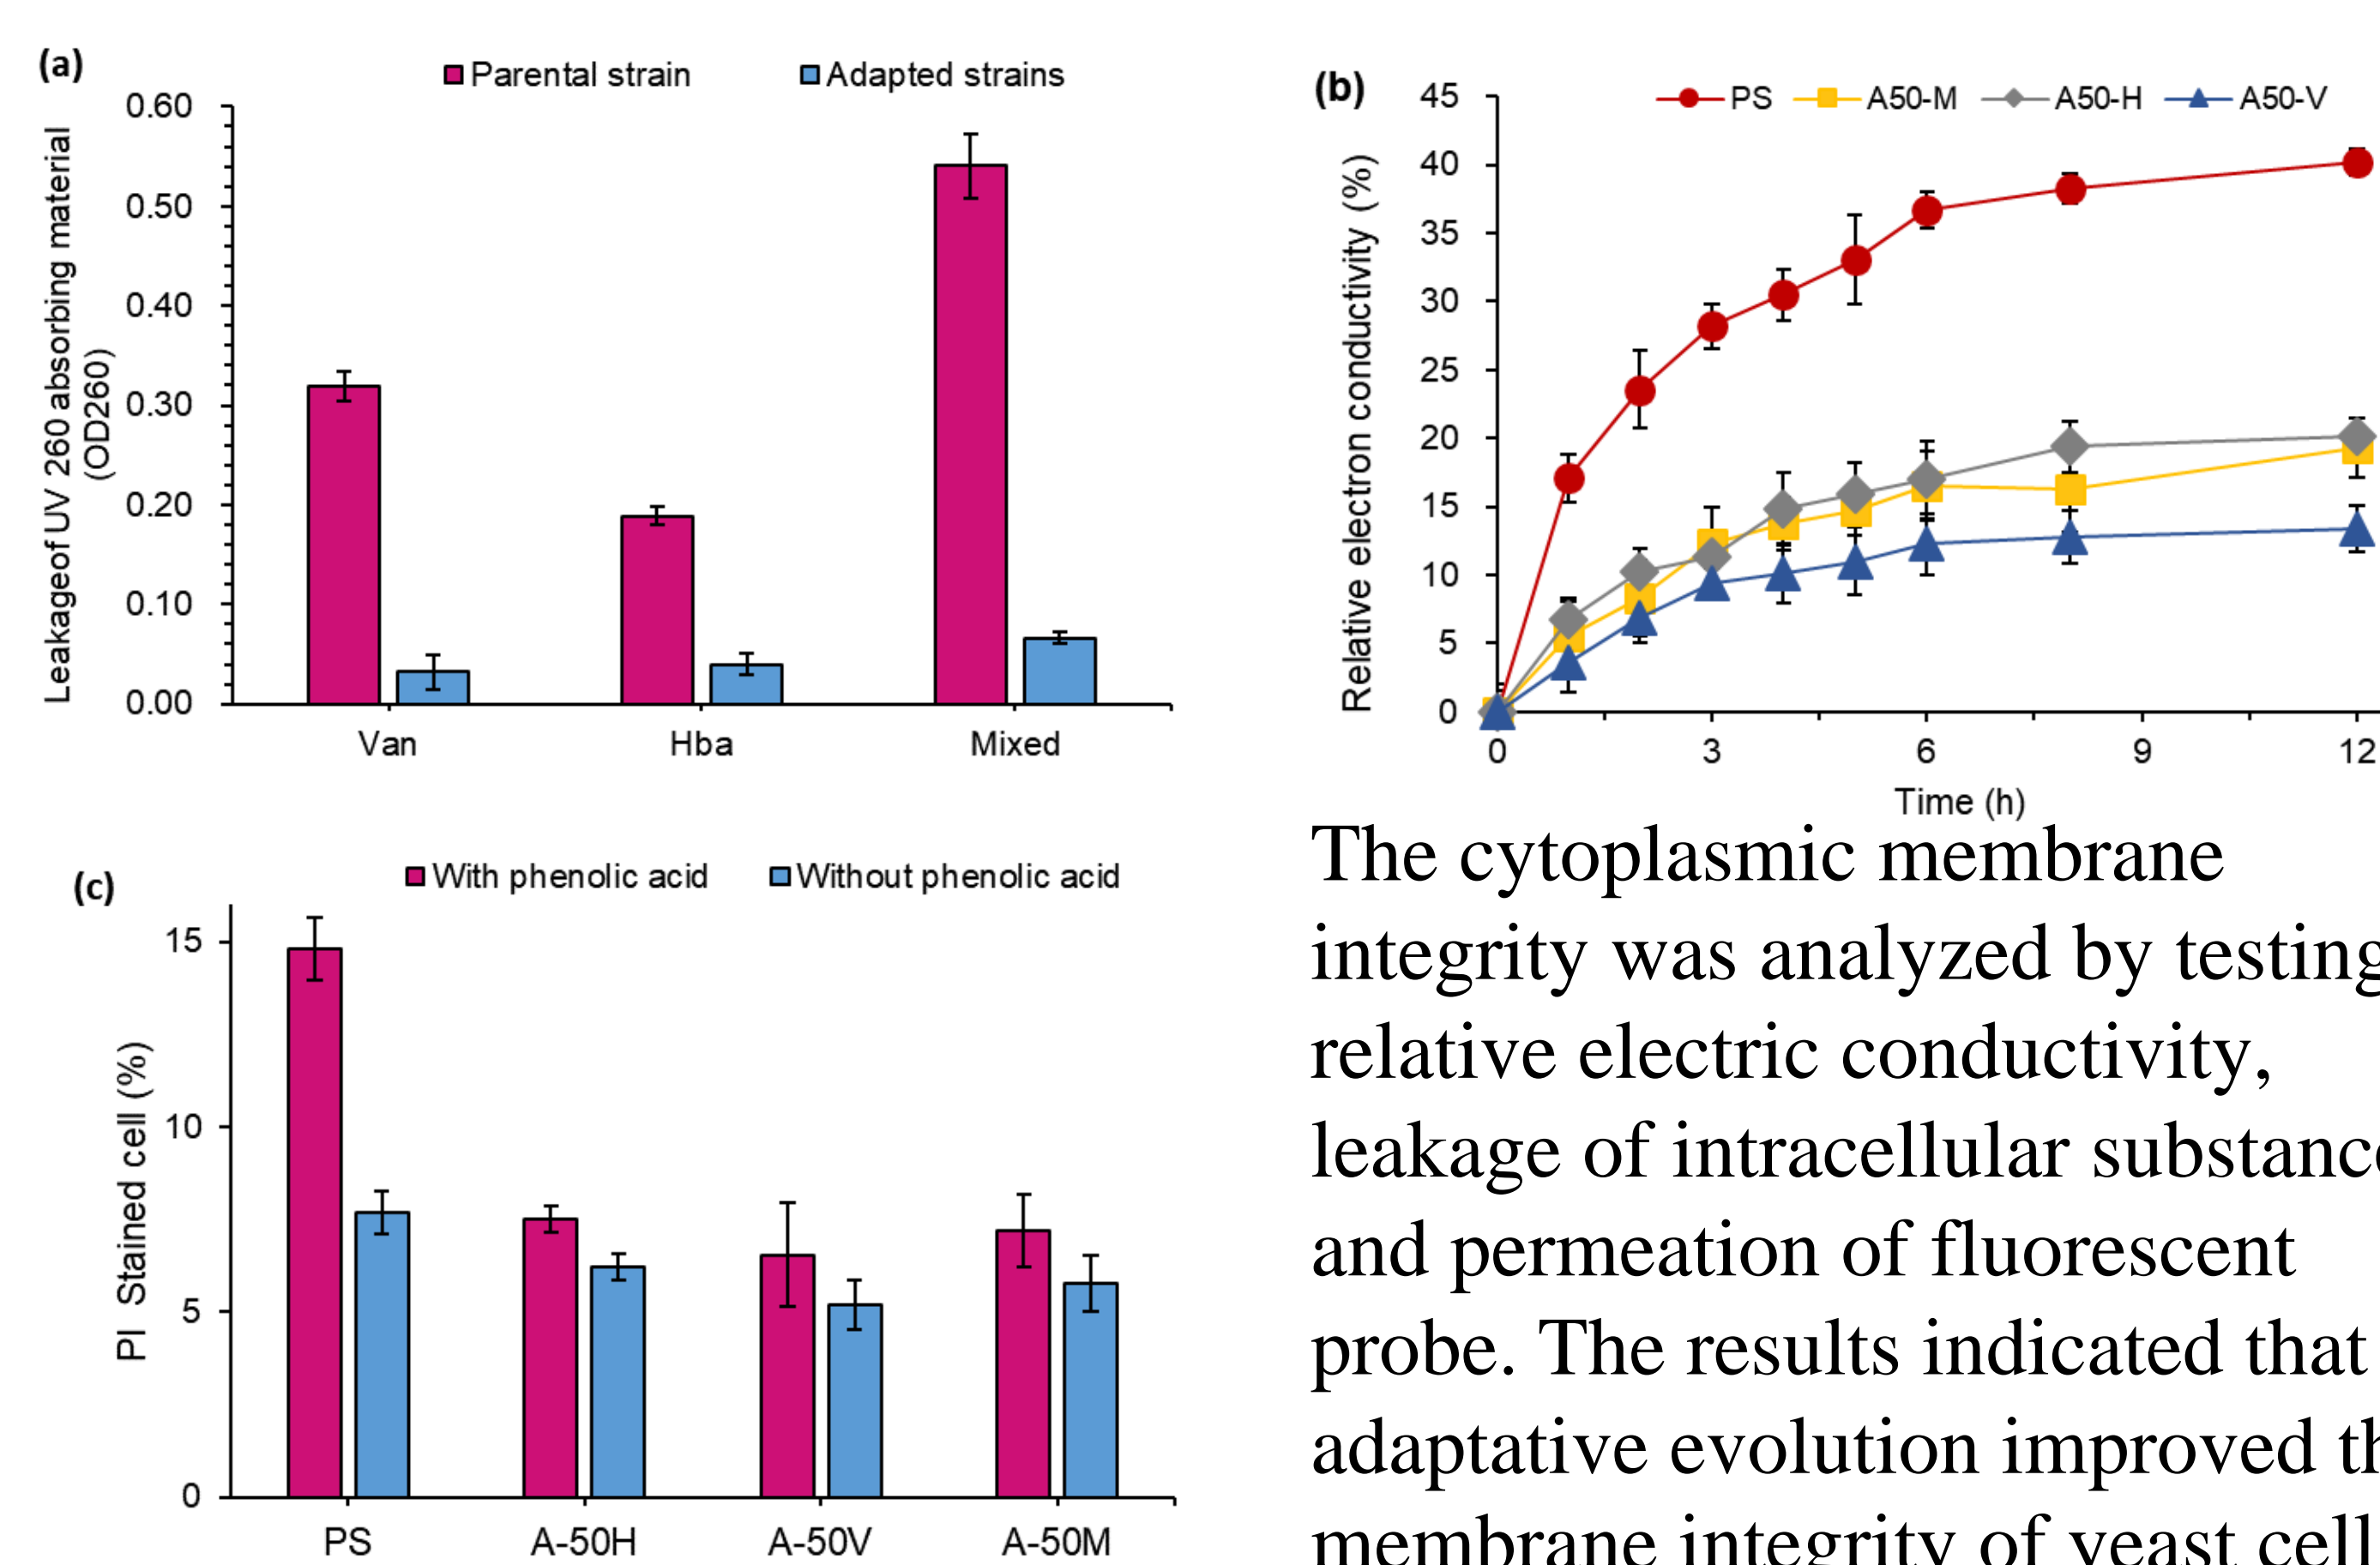 (a)
Parental strain
Adapted strains
Leakageof UV 260 absorbing material
(OD260)
0.60
0.50
0.40
0.30
0.20
0.10
0.00
Van
Hba
Mixed
(b)
PS
A50-M
A50-H
A50-V
Relative electron conductivity (%)
45
40
35
30
25
20
15
10
5
0
0
3
6
9
12
Time (h)
(c)
With phenolic acid
Without phenolic acid
PI Stained cell (%)
15
10
5
0
PS
A-50H
A-50V
A-50M
The cytoplasmic membrane
integrity was analyzed by testing
relative electric conductivity,
leakage of intracellular substance
and permeation of fluorescent
probe. The results indicated that
adaptative evolution improved th
membrane integrity of yeast cell